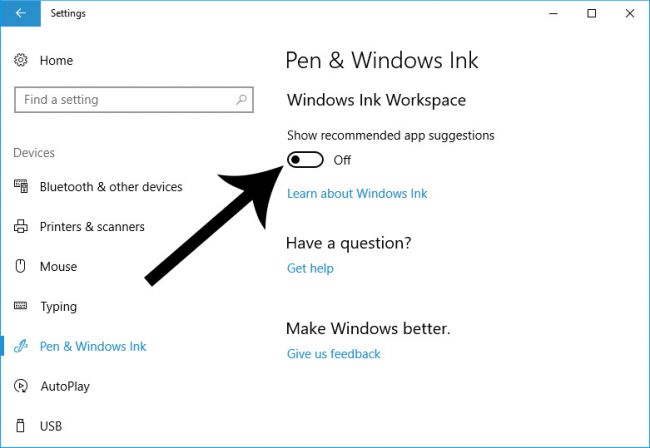 Settings
Home
Find a setting
Devices
Bluetooth & other devices
Printers & scanners
Mouse
Typing
Pen & Windows Ink
AutoPlay
USB
Pen & Windows Ink
Windows Ink Workspace
Show recommended app suggestions
Off
Learn about Windows Ink
Have a question?
Get help
Make Windows better.
Give us feedback